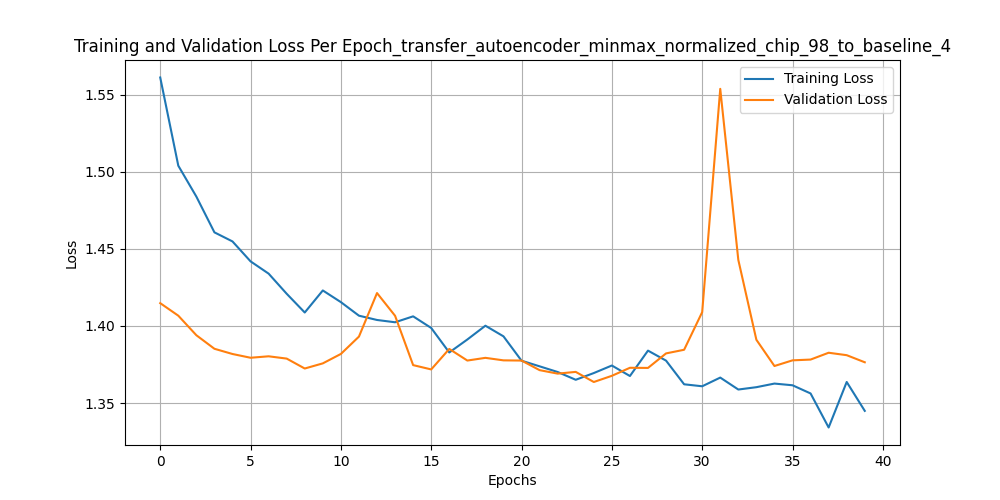 Training and Validation Loss Per Epoch_transfer_autoencoder_minmax_normalized_chip_98_to_baseline_4
Training Loss
Validation Loss
1.55
1.50
1.45
1.40
1.35
Loss
0 5 10 15 20 25 30 35 40
Epochs